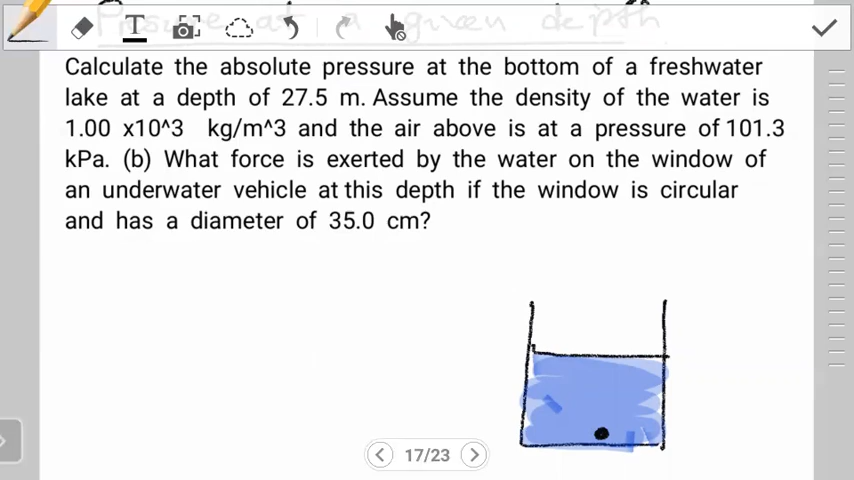 at a given depth
T
Calculate the absolute pressure at the bottom of a freshwater
lake at a depth of 27.5 m. Assume the density of the water is
1.00 x10^3 kg/m^3 and the air above is at a pressure of 101.3
kPa. (b) What force is exerted by the water on the window of
an underwater vehicle at this depth if the window is circular
and has a diameter of 35.0 cm?
17/23